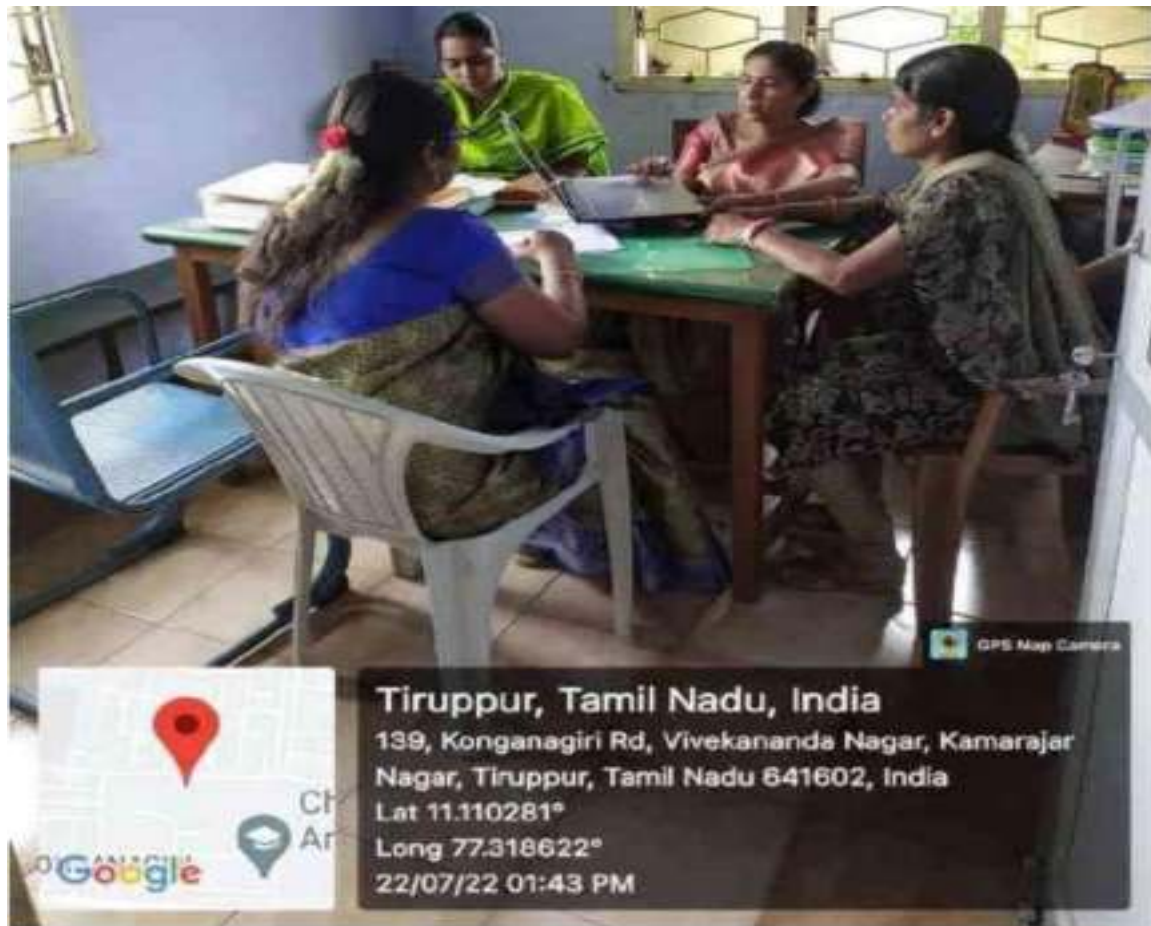 GPS Map Camera
Tiruppur, Tamil Nadu, India
139, Konganagiri Rd, Vivekananda Nagar, Kamarajar
Nagar, Tiruppur, Tamil Nadu 641602, India
Lat 11.110281°
Long 77.318622°
22/07/22 01:43 PM
Google